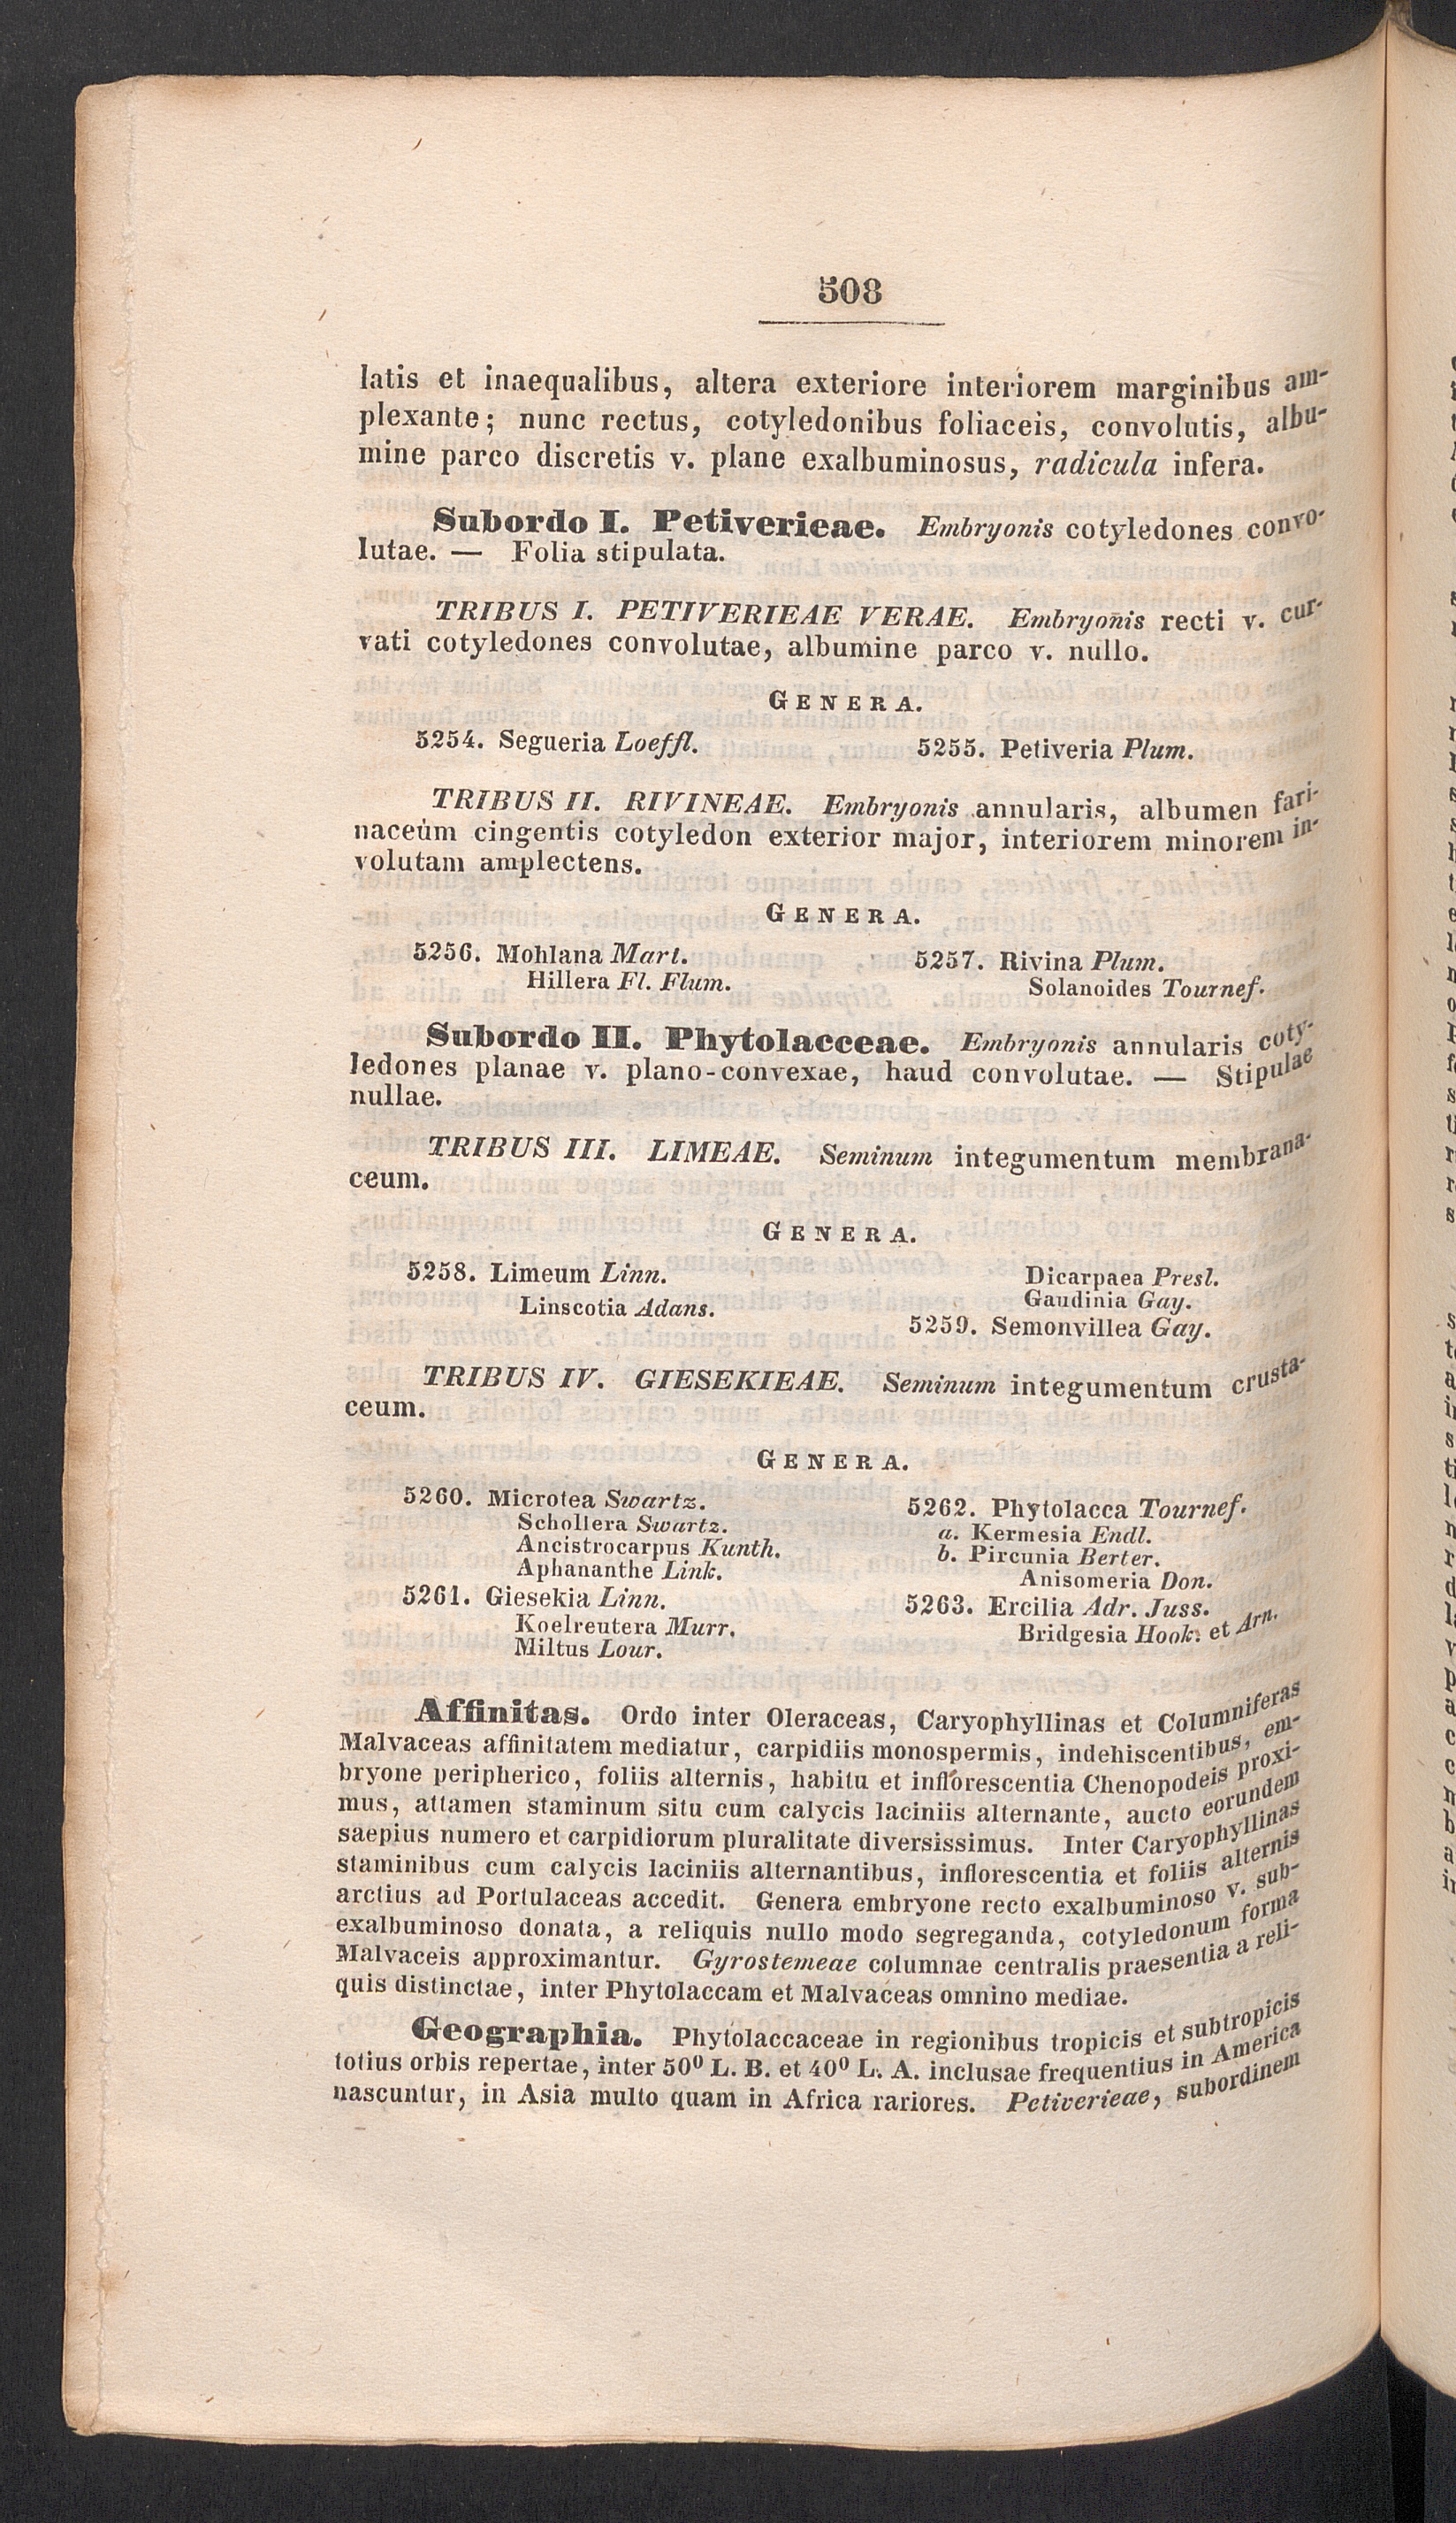 508
latis et inaequalibus, altera exteriore interiorem marginibus am-
plexante; nunc rectus, cotyledonibus foliaceis, convolutis, albu-
mine parco discretis v. plane exalbuminosus, radicula infera.
Subordo I. Petiverieae. Embryonis cotyledones convo-
lutae. — Folia stipulata.
TRIBUS I. PETIVERIEAE VERAE. Embryonis recti v. cur-
vati cotyledones convolutae, albumine parco v. nullo.
GENERA.
5254. Segueria Loeffl.
5255. Petiveria Plum.
TRIBUS II. RIVINEAE. Embryonis annularis, albumen fari-
naceum cingentis cotyledon exterior major, interiorem minorem in-
volutam amplectens.
GENERA.
5256. Mohlana Mart.
Hillera Fl. Flum.
5257. Rivina Plum.
Solanoides Tournef.
Subordo II. Phytolacceae. Embryonis annularis coty-
ledones planae v. plano-convexae, haud convolutae. — Stipulae
nullae.
TRIBUS III. LIMEAE. Seminum integumentum membrana-
ceum.
GENERA.
5258. Limeum Linn.
Linscotia Adans.
Dicarpaea Presl.
Gaudinia Gay.
5259. Semonvillea Gay.
TRIBUS IV. GIESEKIEAE. Seminum integumentum crusta-
ceum.
GENERA.
5260. Microtea Swartz.
Schollera Swartz.
Ancistrocarpus Kunth.
Aphananthe Link.
5261. Giesekia Linn.
Koelreutera Murr.
Miltus Lour.
5262. Phytolacca Tournef.
a. Kermesia Endl.
b. Pircunia Berter.
Anisomeria Don.
5263. Ercilia Adr. Juss.
Bridgesia Hook. et Arn.
Affinitas. Ordo inter Oleraceas, Caryophyllinas et Columniferas
Malvaceas affinitatem mediatur, carpidiis monospermis, indehiscentibus, em-
bryone peripherico, foliis alternis, habitu et inflorescentia Chenopodeis proxi-
mus, attamen staminum situ cum calycis laciniis alternante, aucto eorundem
saepius numero et carpidiorum pluralitate diversissimus. Inter Caryophyllinas
staminibus cum calycis laciniis alternantibus, inflorescentia et foliis alternis
arctius ad Portulaceas accedit. Genera embryone recto exalbuminoso v. sub-
exalbuminoso donata, a reliquis nullo modo segreganda, cotyledonum forma
Malvaceis approximantur. Gyrostemeae columnae centralis praesentia a reli-
quis distinctae, inter Phytolaccam et Malvaceas omnino mediae.
Geographia. Phytolaccaceae in regionibus tropicis et subtropicis
totius orbis repertae, inter 50⁰ L. B. et 40⁰ L. A. inclusae frequentius in America
nascuntur, in Asia multo quam in Africa rariores. Petiverieae, subordinem